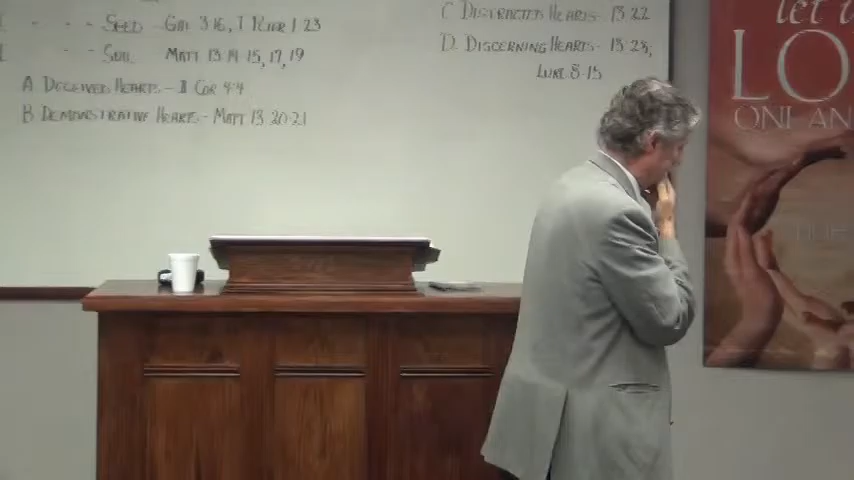 - - - SEED - GAL 3 16, I PETER 1 23
- - SOIL MATT 13 14-15, 17, 19
A DECEIVED HEARTS - II COR 4:4
B DEMONSTRATIVE HEARTS - MATT 13 20-21
C DISTRACTED HEARTS - 13 22
D. DISCERNING HEARTS - 13-23,
LUKE 8-15
let
LO